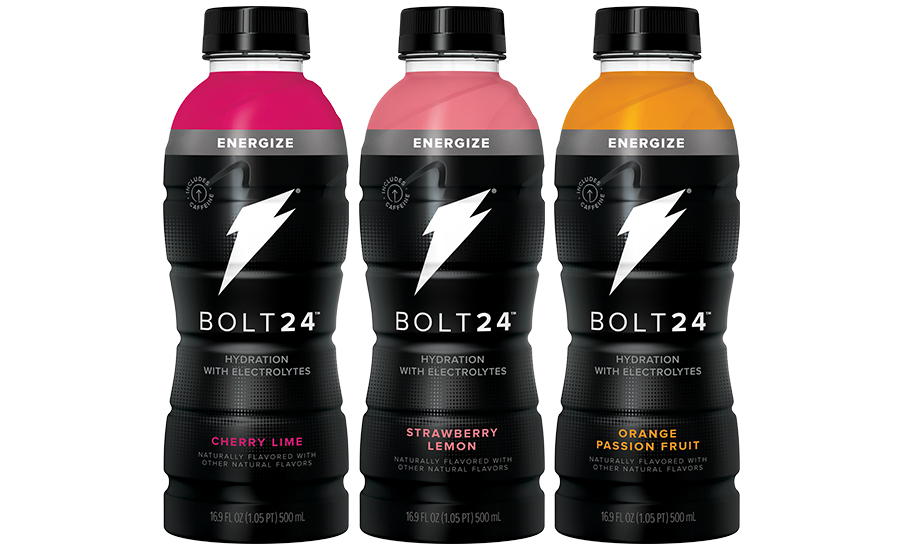 ENERGIZE
INCLUDES
CAFFEINE
®
BOLT24™
HYDRATION
WITH ELECTROLYTES
CHERRY LIME
NATURALLY FLAVORED WITH
OTHER NATURAL FLAVORS
16.9 FL OZ (1.05 PT) 500 mL
ENERGIZE
INCLUDES
CAFFEINE
®
BOLT24™
HYDRATION
WITH ELECTROLYTES
STRAWBERRY
LEMON
NATURALLY FLAVORED WITH
OTHER NATURAL FLAVORS
16.9 FL OZ (1.05 PT) 500 mL
ENERGIZE
INCLUDES
CAFFEINE
®
BOLT24™
HYDRATION
WITH ELECTROLYTES
ORANGE
PASSION FRUIT
NATURALLY FLAVORED WITH
OTHER NATURAL FLAVORS
16.9 FL OZ (1.05 PT) 500 mL